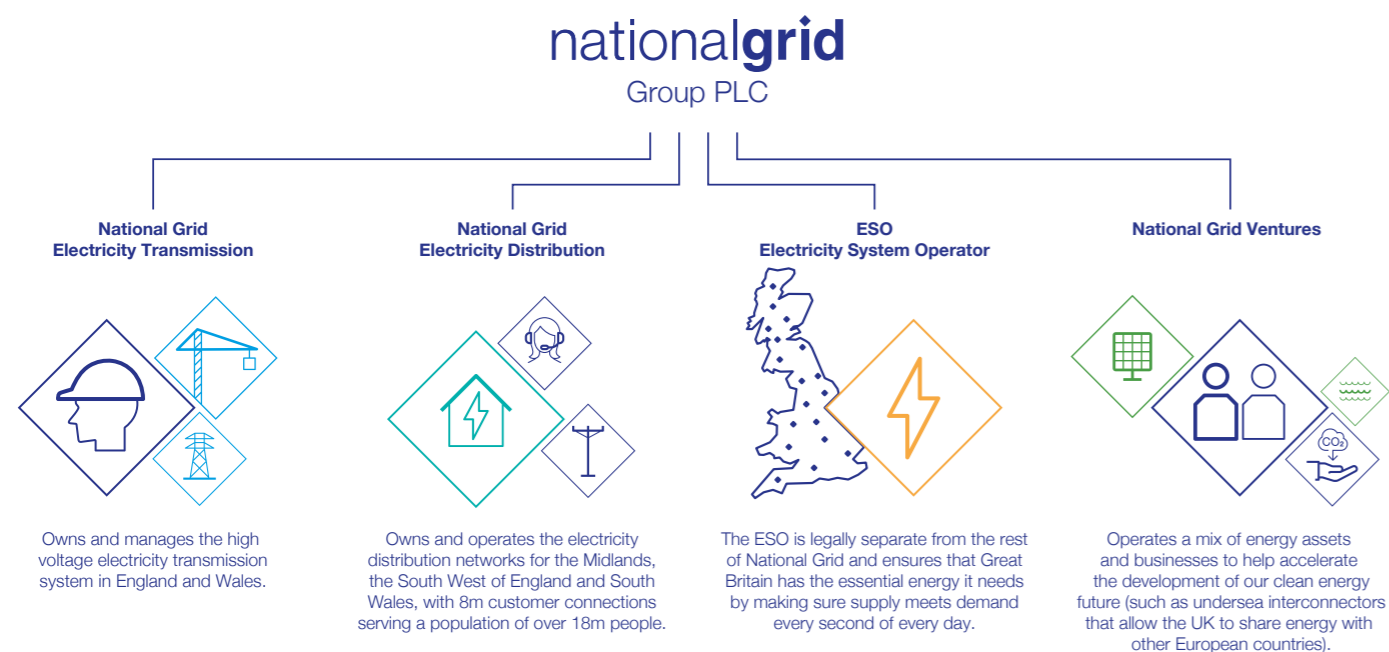 nationalgrid
Group PLC
National Grid
Electricity Transmission
National Grid
Electricity Distribution
ESO
Electricity System Operator
National Grid Ventures
CO₂
Owns and manages the high
voltage electricity transmission
system in England and Wales.
Owns and operates the electricity
distribution networks for the Midlands,
the South West of England and South
Wales, with 8m customer connections
serving a population of over 18m people.
The ESO is legally separate from the rest
of National Grid and ensures that Great
Britain has the essential energy it needs
by making sure supply meets demand
every second of every day.
Operates a mix of energy assets
and businesses to help accelerate
the development of our clean energy
future (such as undersea interconnectors
that allow the UK to share energy with
other European countries).